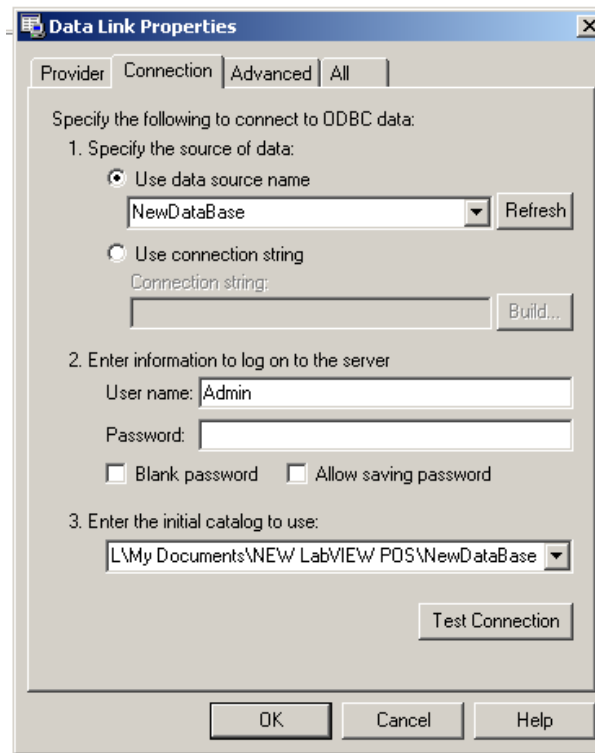 Data Link Properties
Provider Connection Advanced All
Specify the following to connect to ODBC data:
1. Specify the source of data:
Use data source name
NewDataBase Refresh
Use connection string
Connection string:
Build...
2. Enter information to log on to the server
User name: Admin
Password:
Blank password Allow saving password
3. Enter the initial catalog to use:
L\My Documents\NEW LabVIEW POS\NewDataBase
Test Connection
OK Cancel Help